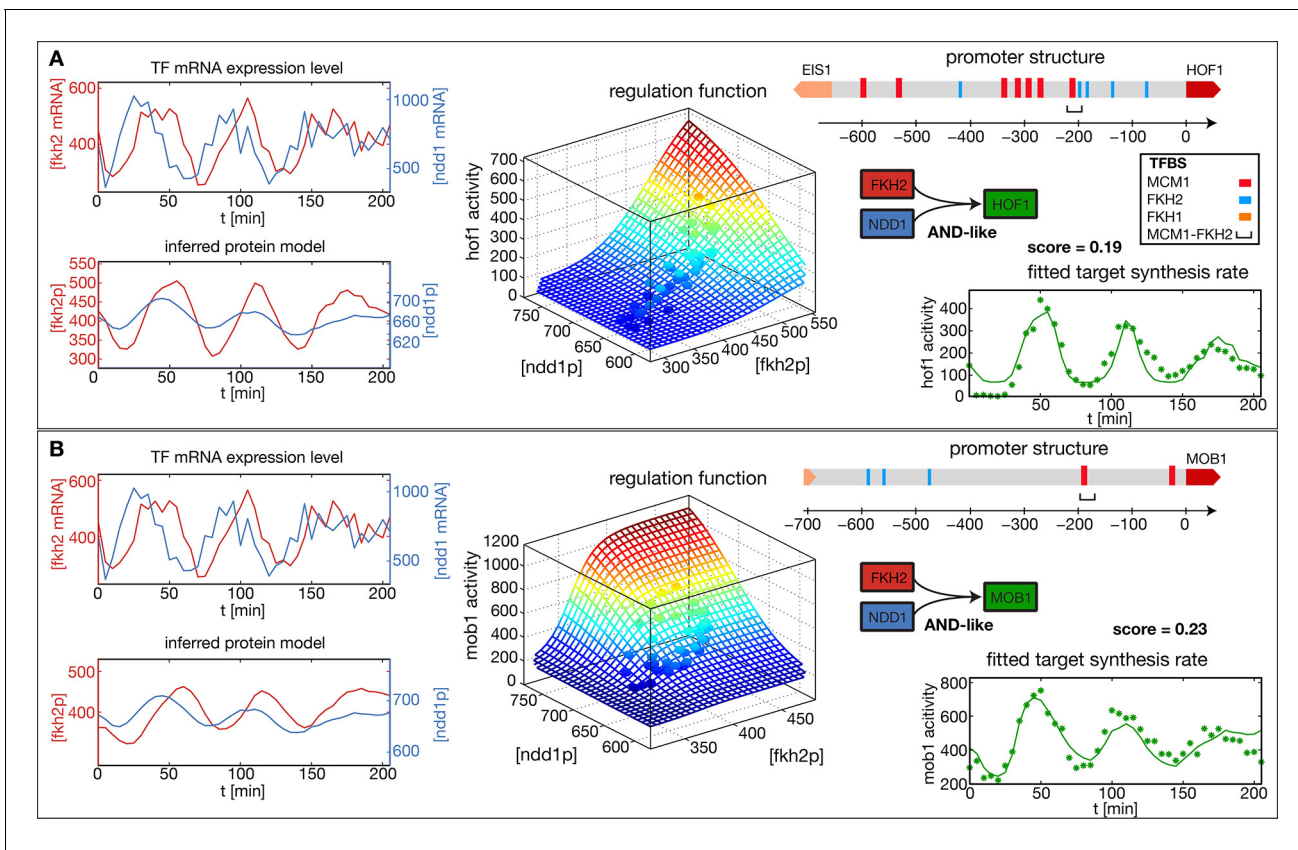 A
TF mRNA expression level
[fkh2 mRNA]
600
400
1000
500
[ndd1 mRNA]
0 50 100 150 200
t [min]
inferred protein model
[fkh2p]
550
500
450
400
350
300
700
660
620
[ndd1p]
0 50 100 150 200
t [min]
regulation function
hof1 activity
700
600
500
400
300
200
100
0
750
700
650
600
[ndd1p]
300 350 400 450 500 550
[fkh2p]
promoter structure
EIS1
HOF1
−600 −500 −400 −300 −200 −100 0
TFBS
MCM1
FKH2
FKH1
MCM1-FKH2
FKH2
NDD1
HOF1
AND-like
score = 0.19
fitted target synthesis rate
hof1 acitivity
400
300
200
100
0
50 100 150 200
t [min]
B
TF mRNA expression level
[fkh2 mRNA]
600
400
1000
500
[ndd1 mRNA]
0 50 100 150 200
t [min]
inferred protein model
[fkh2p]
500
400
700
600
[ndd1p]
0 50 100 150 200
t [min]
regulation function
mob1 activity
1200
1000
800
600
400
200
0
750
700
650
600
[ndd1p]
350 400 450
[fkh2p]
promoter structure
MOB1
−700 −600 −500 −400 −300 −200 −100 0
FKH2
NDD1
MOB1
AND-like
score = 0.23
fitted target synthesis rate
mob1 acitivity
800
600
400
200
0 50 100 150 200
t [min]